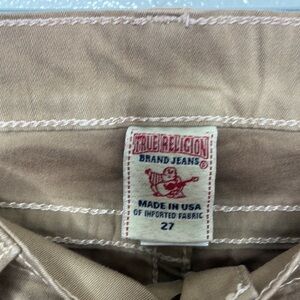 TRUE RELIGION
BRAND JEANS
MADE IN USA
OF IMPORTED FABRIC
27